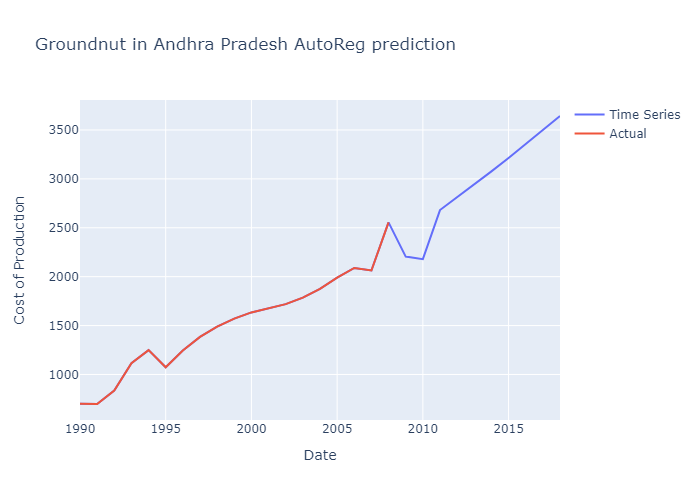 Groundnut in Andhra Pradesh AutoReg prediction
Time Series
Actual
3500
3000
2500
2000
1500
1000
Cost of Production
1990 1995 2000 2005 2010 2015
Date